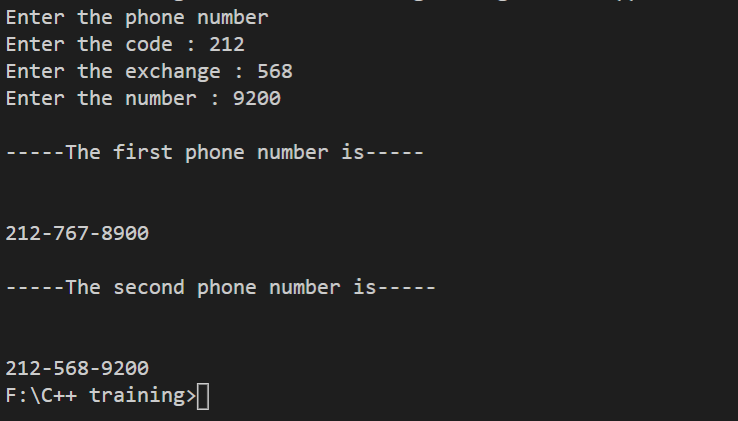 Enter the phone number
Enter the code : 212
Enter the exchange : 568
Enter the number : 9200
-----The first phone number is-----
212-767-8900
-----The second phone number is-----
212-568-9200
F:\C++ training>